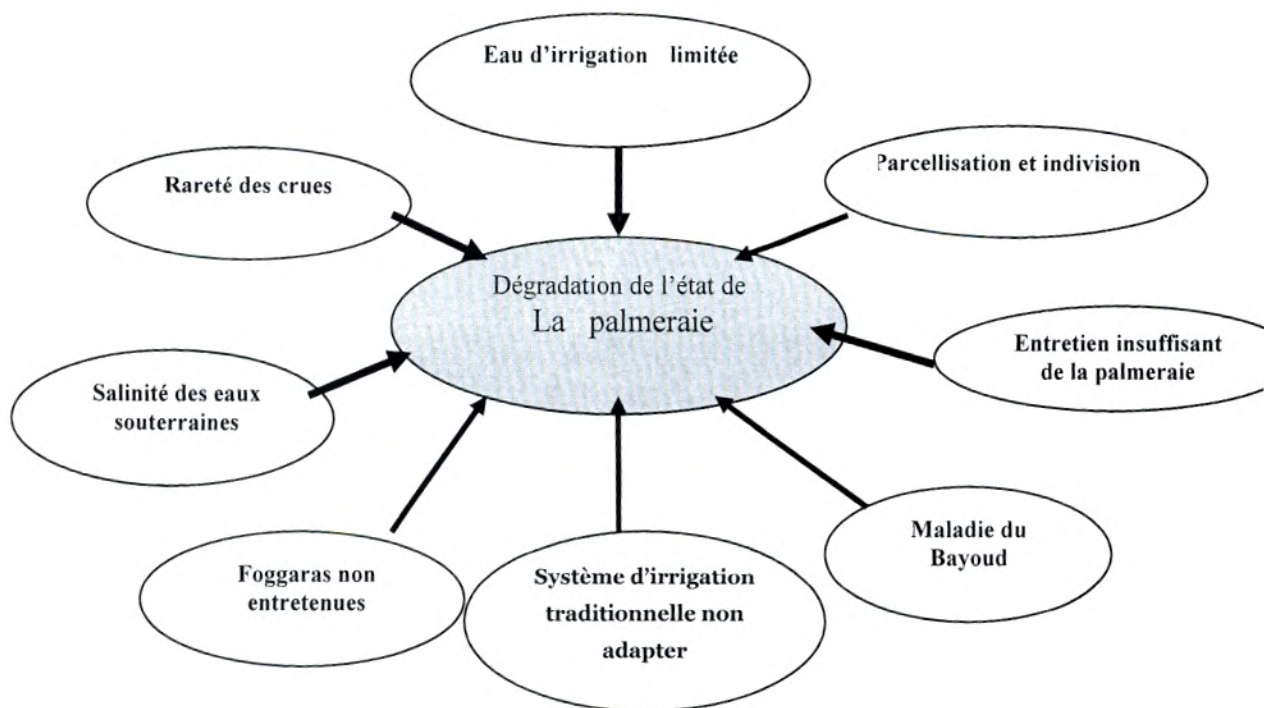 Eau d'irrigation limitée
Parcellisation et indivision
Rareté des crues
Dégradation de l'état de
La palmeraie
Entretien insuffisant
de la palmeraie
Salinité des eaux
souterraines
Maladie du
Bayoud
Foggaras non
entretenues
Système d'irrigation
traditionnelle non
adapter